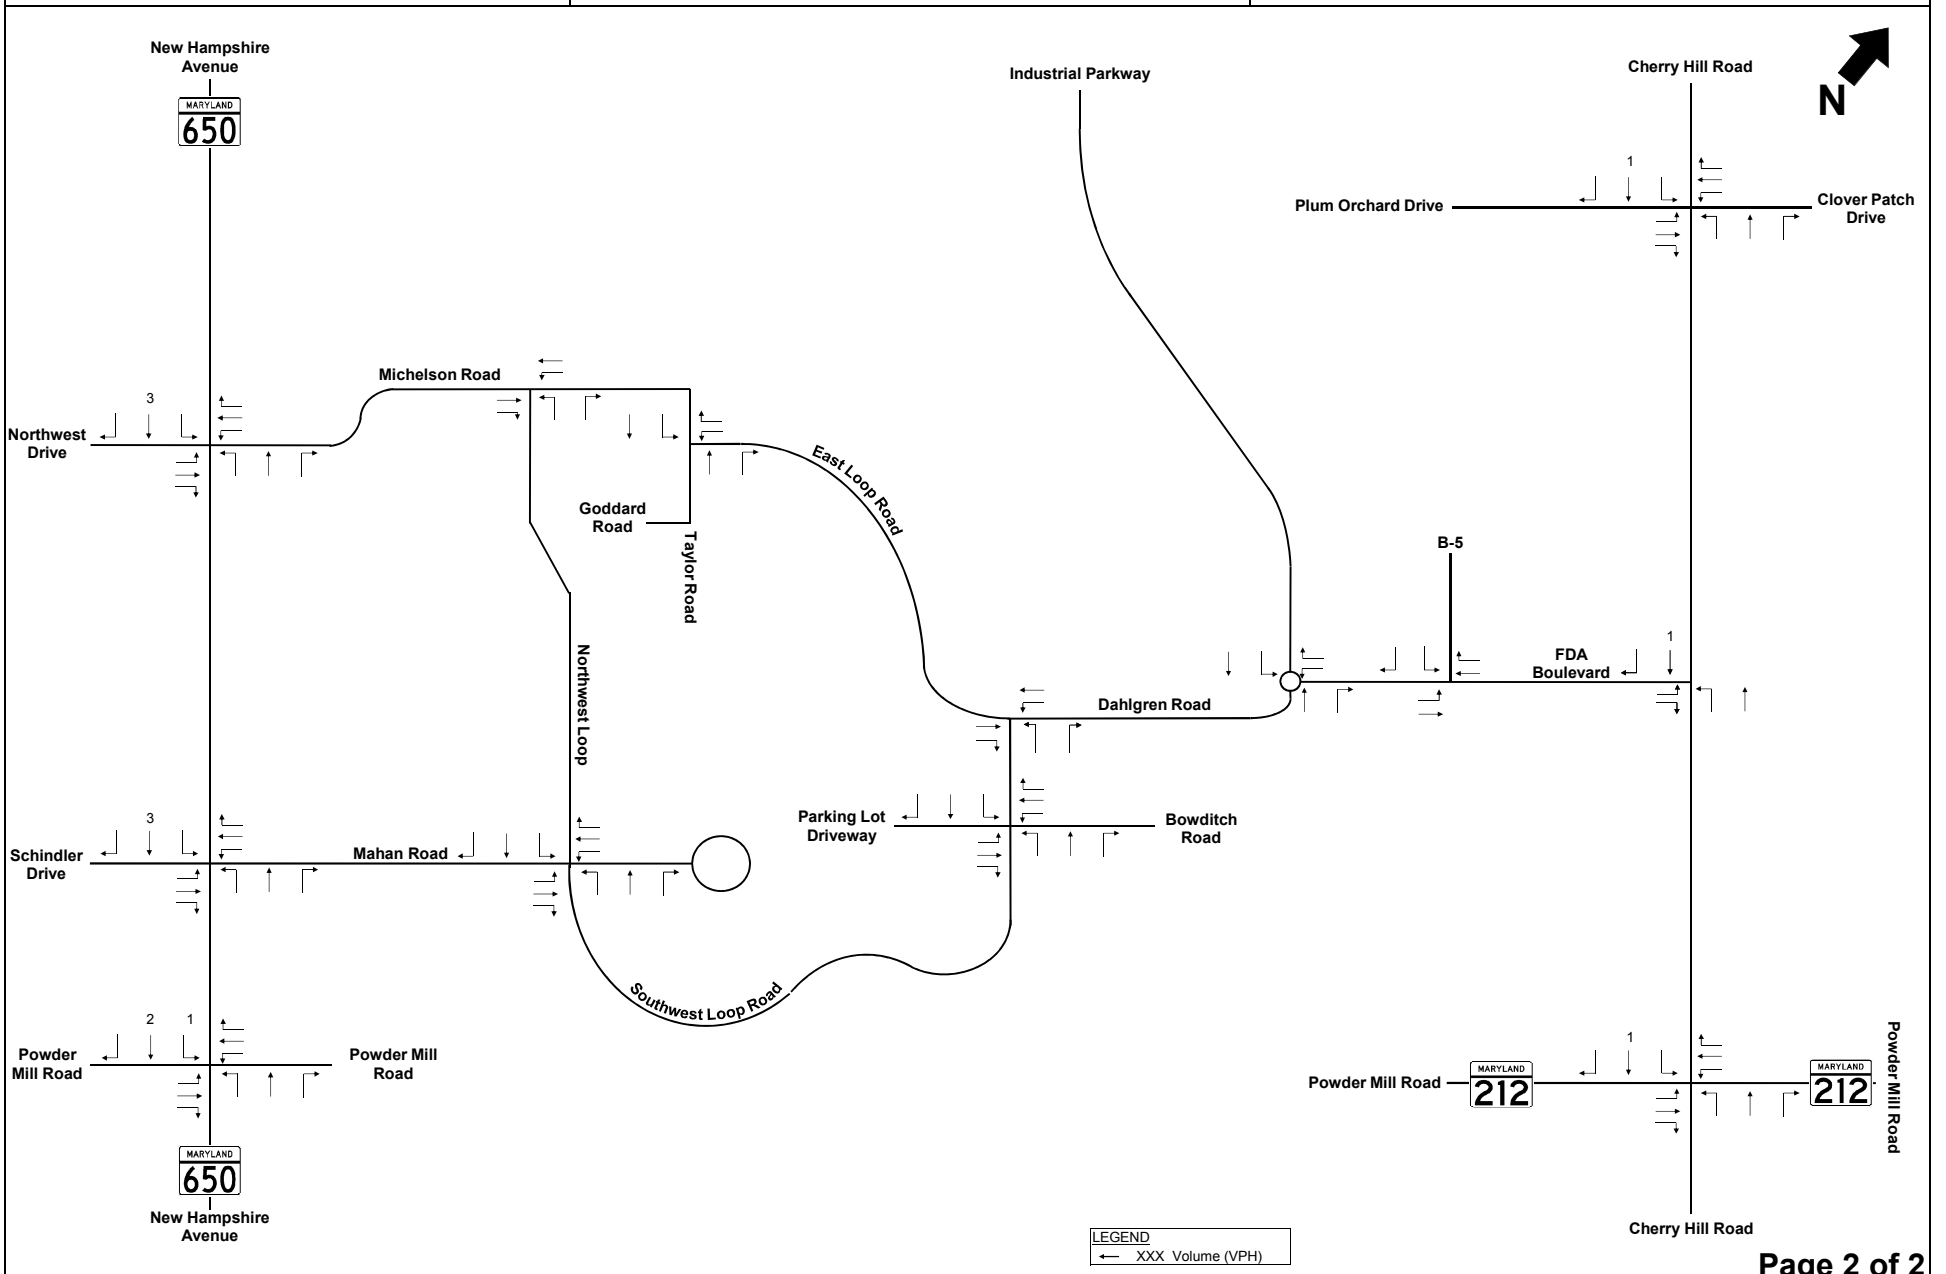 New Hampshire
Avenue
MARYLAND
650
Industrial Parkway
Cherry Hill Road
N
1
Plum Orchard Drive
Clover Patch
Drive
Michelson Road
3
Northwest
Drive
East Loop Road
Goddard
Road
Taylor Road
B-5
Northwest Loop
1
FDA
Boulevard
Dahlgren Road
Parking Lot
Driveway
Bowditch
Road
3
Schindler
Drive
Mahan Road
Southwest Loop Road
2 1
Powder
Mill Road
Powder Mill
Road
1
Powder Mill Road
MARYLAND
212
MARYLAND
212
Powder Mill Road
MARYLAND
650
New Hampshire
Avenue
Cherry Hill Road
LEGEND
XXX Volume (VPH)
Page 2 of 2